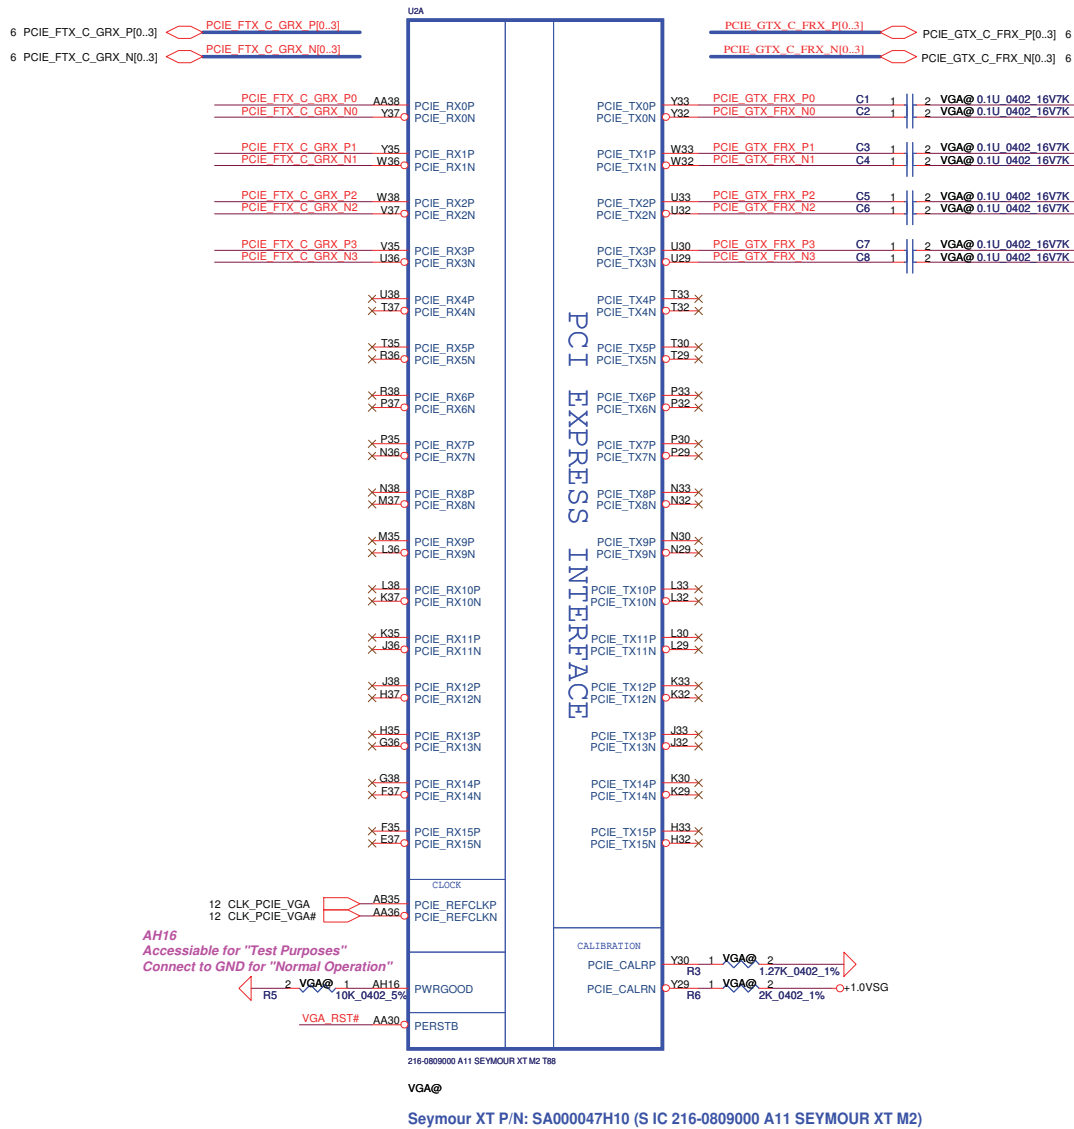 U2A
6 PCIE_FTX_C_GRX_P[0..3] PCIE_FTX_C_GRX_P[0..3] PCIE_GTX_C_FRX_P[0..3] PCIE_GTX_C_FRX_P[0..3] 6
6 PCIE_FTX_C_GRX_N[0..3] PCIE_FTX_C_GRX_N[0..3] PCIE_GTX_C_FRX_N[0..3] PCIE_GTX_C_FRX_N[0..3] 6
PCIE_FTX_C_GRX_P0 AA38 PCIE_RX0P PCIE_TX0P Y33 PCIE_GTX_FRX_P0 C1 1 2 VGA@ 0.1U_0402_16V7K
PCIE_FTX_C_GRX_N0 Y37 PCIE_RX0N PCIE_TX0N Y32 PCIE_GTX_FRX_N0 C2 1 2 VGA@ 0.1U_0402_16V7K
PCIE_FTX_C_GRX_P1 Y35 PCIE_RX1P PCIE_TX1P W33 PCIE_GTX_FRX_P1 C3 1 2 VGA@ 0.1U_0402_16V7K
PCIE_FTX_C_GRX_N1 W36 PCIE_RX1N PCIE_TX1N W32 PCIE_GTX_FRX_N1 C4 1 2 VGA@ 0.1U_0402_16V7K
PCIE_FTX_C_GRX_P2 W38 PCIE_RX2P PCIE_TX2P U33 PCIE_GTX_FRX_P2 C5 1 2 VGA@ 0.1U_0402_16V7K
PCIE_FTX_C_GRX_N2 V37 PCIE_RX2N PCIE_TX2N U32 PCIE_GTX_FRX_N2 C6 1 2 VGA@ 0.1U_0402_16V7K
PCIE_FTX_C_GRX_P3 V35 PCIE_RX3P PCIE_TX3P U30 PCIE_GTX_FRX_P3 C7 1 2 VGA@ 0.1U_0402_16V7K
PCIE_FTX_C_GRX_N3 U36 PCIE_RX3N PCIE_TX3N U29 PCIE_GTX_FRX_N3 C8 1 2 VGA@ 0.1U_0402_16V7K
U38 PCIE_RX4P PCIE_TX4P T33
T37 PCIE_RX4N PCIE_TX4N T32
PCI EXPRESS INTERFACE
T35 PCIE_RX5P PCIE_TX5P T30
R36 PCIE_RX5N PCIE_TX5N T29
R38 PCIE_RX6P PCIE_TX6P P33
P37 PCIE_RX6N PCIE_TX6N P32
P35 PCIE_RX7P PCIE_TX7P P30
N36 PCIE_RX7N PCIE_TX7N P29
N38 PCIE_RX8P PCIE_TX8P N33
M37 PCIE_RX8N PCIE_TX8N N32
M35 PCIE_RX9P PCIE_TX9P N30
L36 PCIE_RX9N PCIE_TX9N N29
L38 PCIE_RX10P PCIE_TX10P L33
K37 PCIE_RX10N PCIE_TX10N L32
K35 PCIE_RX11P PCIE_TX11P L30
J36 PCIE_RX11N PCIE_TX11N L29
J38 PCIE_RX12P PCIE_TX12P K33
H37 PCIE_RX12N PCIE_TX12N K32
H35 PCIE_RX13P PCIE_TX13P J33
G36 PCIE_RX13N PCIE_TX13N J32
G38 PCIE_RX14P PCIE_TX14P K30
F37 PCIE_RX14N PCIE_TX14N K29
F35 PCIE_RX15P PCIE_TX15P H33
E37 PCIE_RX15N PCIE_TX15N H32
CLOCK
12 CLK_PCIE_VGA AB35 PCIE_REFCLKP
12 CLK_PCIE_VGA# AA36 PCIE_REFCLKN
AH16
Accessiable for "Test Purposes"
Connect to GND for "Normal Operation"
CALIBRATION
PCIE_CALRP Y30 R3 1 VGA@ 2 1.27K_0402_1%
R5 2 VGA@ 1 10K_0402_5% AH16 PWRGOOD PCIE_CALRN Y29 R6 1 VGA@ 2 2K_0402_1% +1.0VSG
VGA_RST# AA30 PERSTB
216-0809000 A11 SEYMOUR XT M2 T88
VGA@
Seymour XT P/N: SA000047H10 (S IC 216-0809000 A11 SEYMOUR XT M2)